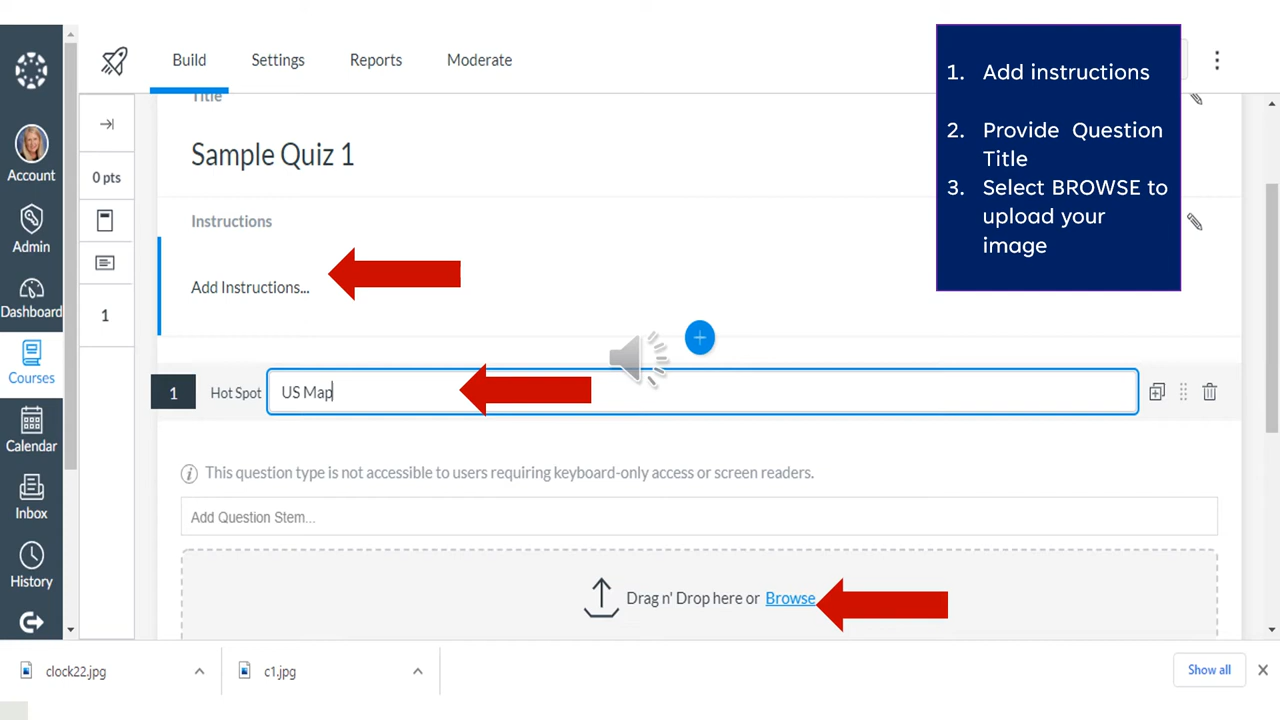 Build
Settings
Reports
Moderate
Title
Sample Quiz 1
Instructions
Add Instructions...
1. Add instructions
2. Provide Question
Title
3. Select BROWSE to
upload your
image
Account
Admin
Dashboard
Courses
Calendar
Inbox
History
0 pts
1
1
Hot Spot
US Map
This question type is not accessible to users requiring keyboard-only access or screen readers.
Add Question Stem...
Drag n' Drop here or Browse
clock22.jpg
c1.jpg
Show all